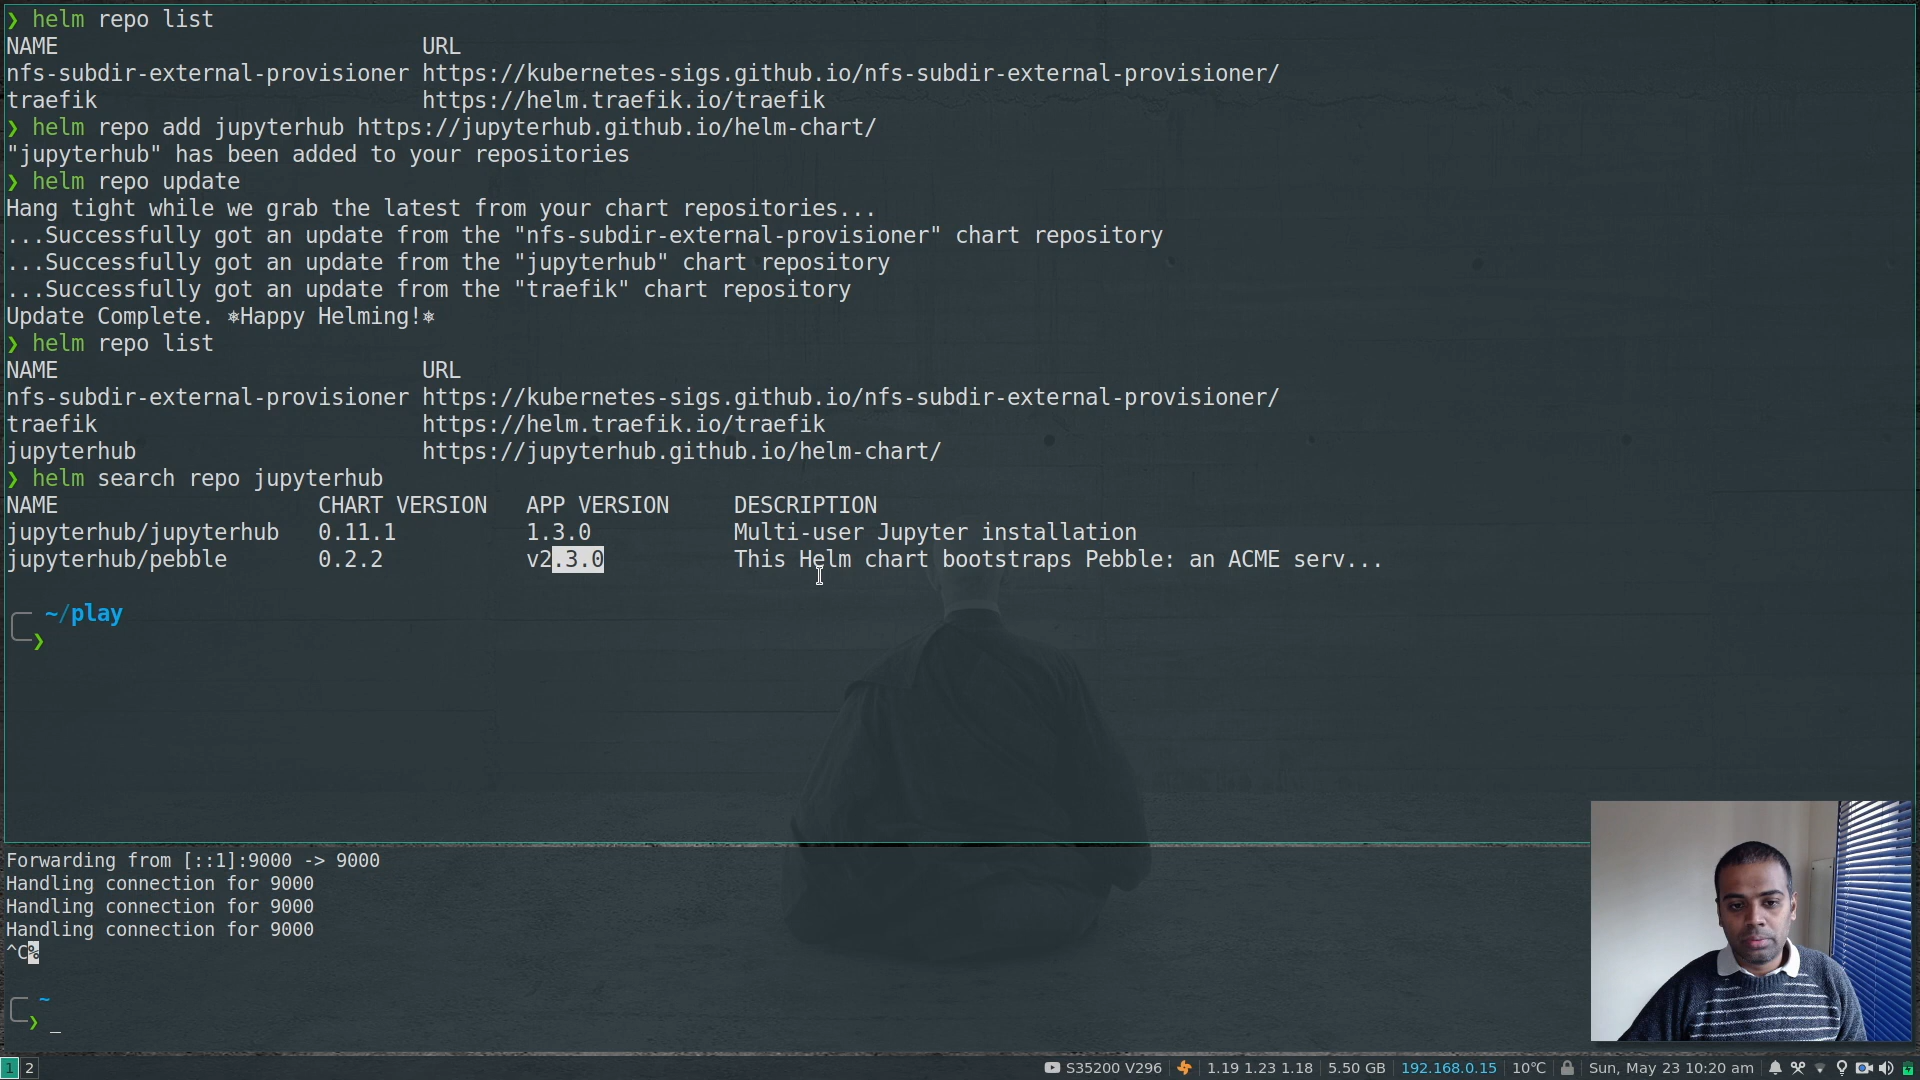 ❯ helm repo list
NAME URL
nfs-subdir-external-provisioner https://kubernetes-sigs.github.io/nfs-subdir-external-provisioner/
traefik https://helm.traefik.io/traefik
❯ helm repo add jupyterhub https://jupyterhub.github.io/helm-chart/
"jupyterhub" has been added to your repositories
❯ helm repo update
Hang tight while we grab the latest from your chart repositories...
...Successfully got an update from the "nfs-subdir-external-provisioner" chart repository
...Successfully got an update from the "jupyterhub" chart repository
...Successfully got an update from the "traefik" chart repository
Update Complete. ⎈Happy Helming!⎈
❯ helm repo list
NAME URL
nfs-subdir-external-provisioner https://kubernetes-sigs.github.io/nfs-subdir-external-provisioner/
traefik https://helm.traefik.io/traefik
jupyterhub https://jupyterhub.github.io/helm-chart/
❯ helm search repo jupyterhub
NAME CHART VERSION APP VERSION DESCRIPTION
jupyterhub/jupyterhub 0.11.1 1.3.0 Multi-user Jupyter installation
jupyterhub/pebble 0.2.2 v2.3.0 This Helm chart bootstraps Pebble: an ACME serv...
~/play
❯
Forwarding from [::1]:9000 -> 9000
Handling connection for 9000
Handling connection for 9000
Handling connection for 9000
^C%
~
❯ _
1 2 S35200 V296 1.19 1.23 1.18 5.50 GB 192.168.0.15 10℃ Sun, May 23 10:20 am